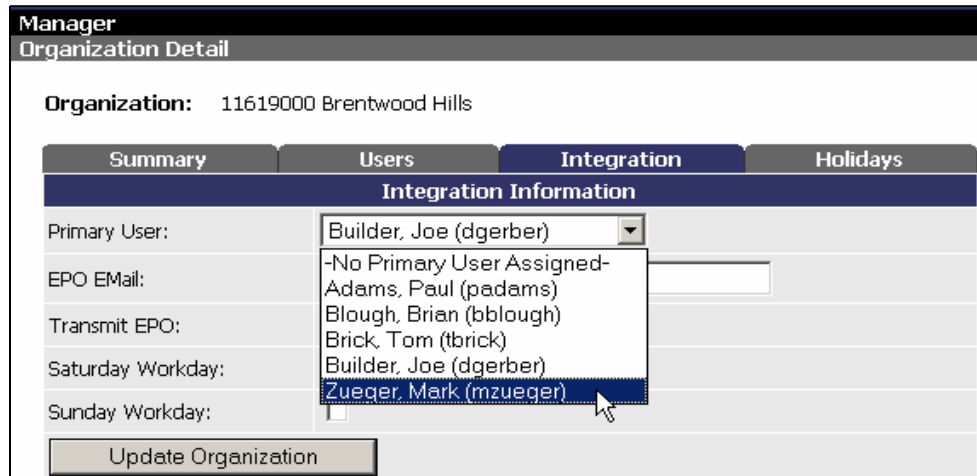 Manager
Organization Detail
Organization: 11619000 Brentwood Hills
Summary Users Integration Holidays
Integration Information
Primary User: Builder, Joe (dgerber)
-No Primary User Assigned-
EPO EMail:
Adams, Paul (padams)
Blough, Brian (bblough)
Transmit EPO:
Brick, Tom (tbrick)
Saturday Workday:
Builder, Joe (dgerber)
Zueger, Mark (mzueger)
Sunday Workday:
Update Organization